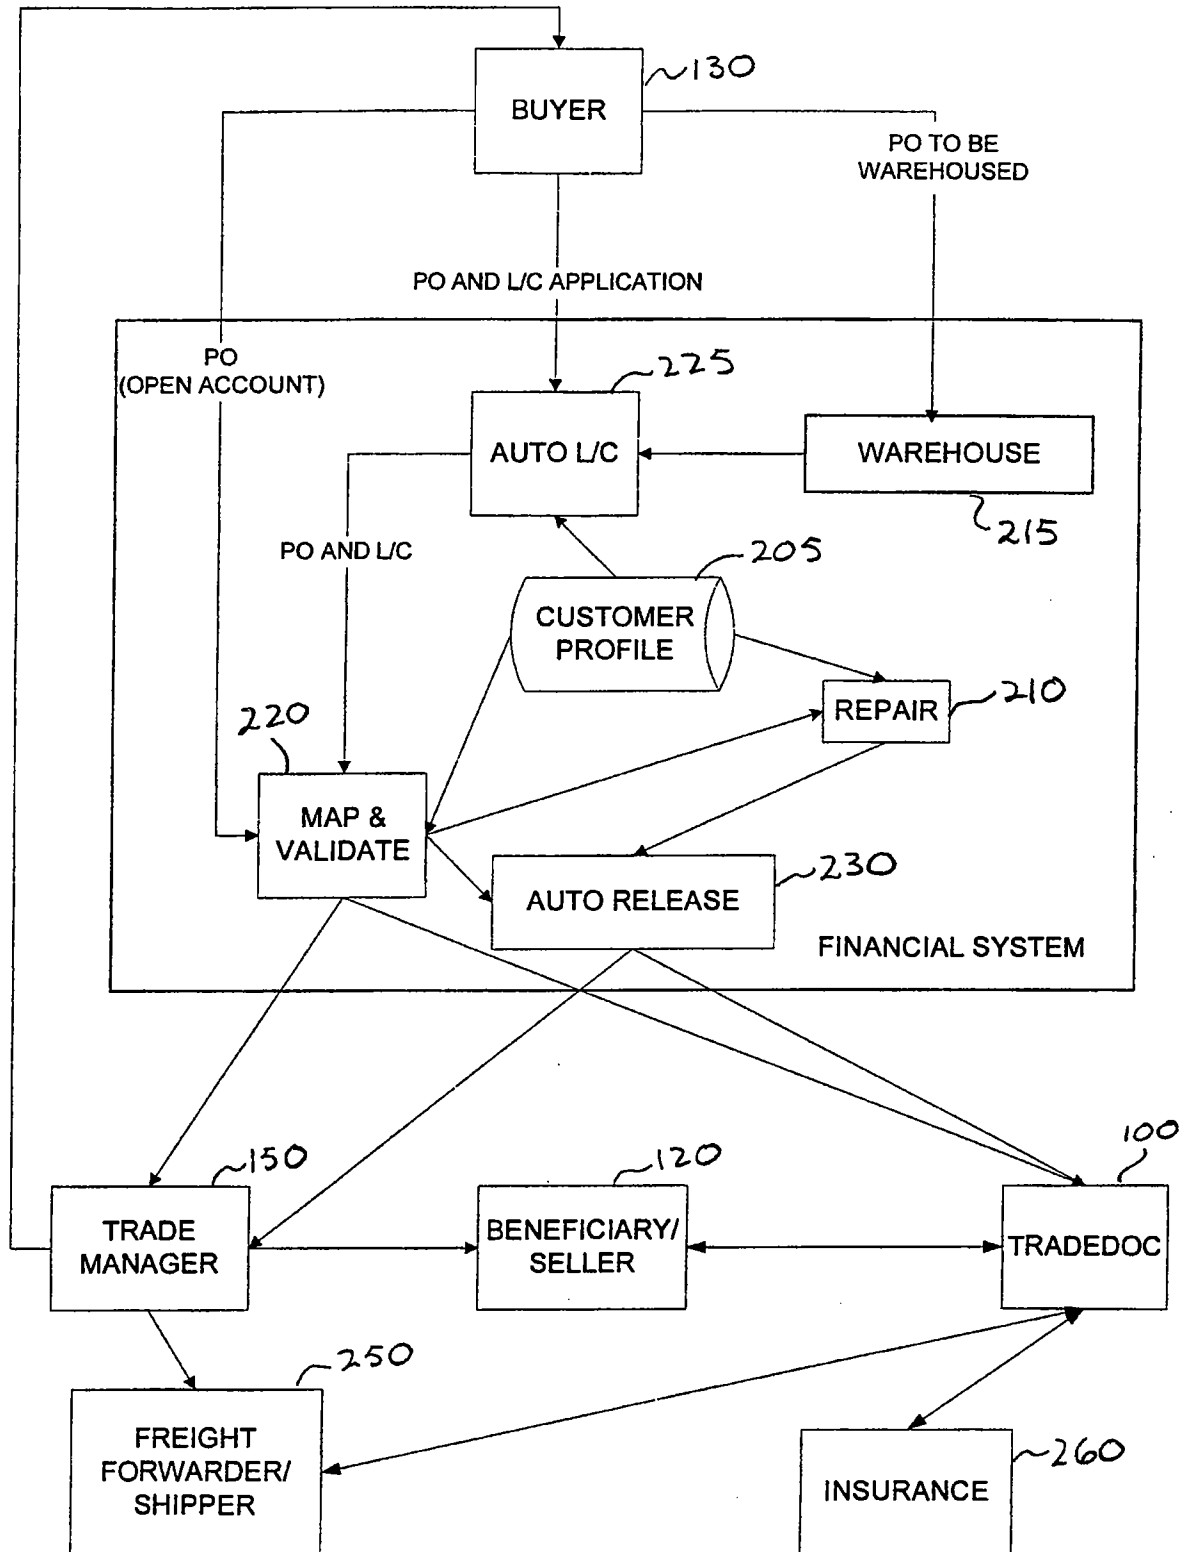 130
BUYER
PO TO BE
WAREHOUSED
PO AND L/C APPLICATION
PO
(OPEN ACCOUNT)
225
AUTO L/C
WAREHOUSE
215
PO AND L/C
205
CUSTOMER
PROFILE
210
REPAIR
220
MAP &
VALIDATE
230
AUTO RELEASE
FINANCIAL SYSTEM
150
120
100
TRADE
MANAGER
BENEFICIARY/
SELLER
TRADEDOC
250
FREIGHT
FORWARDER/
SHIPPER
260
INSURANCE